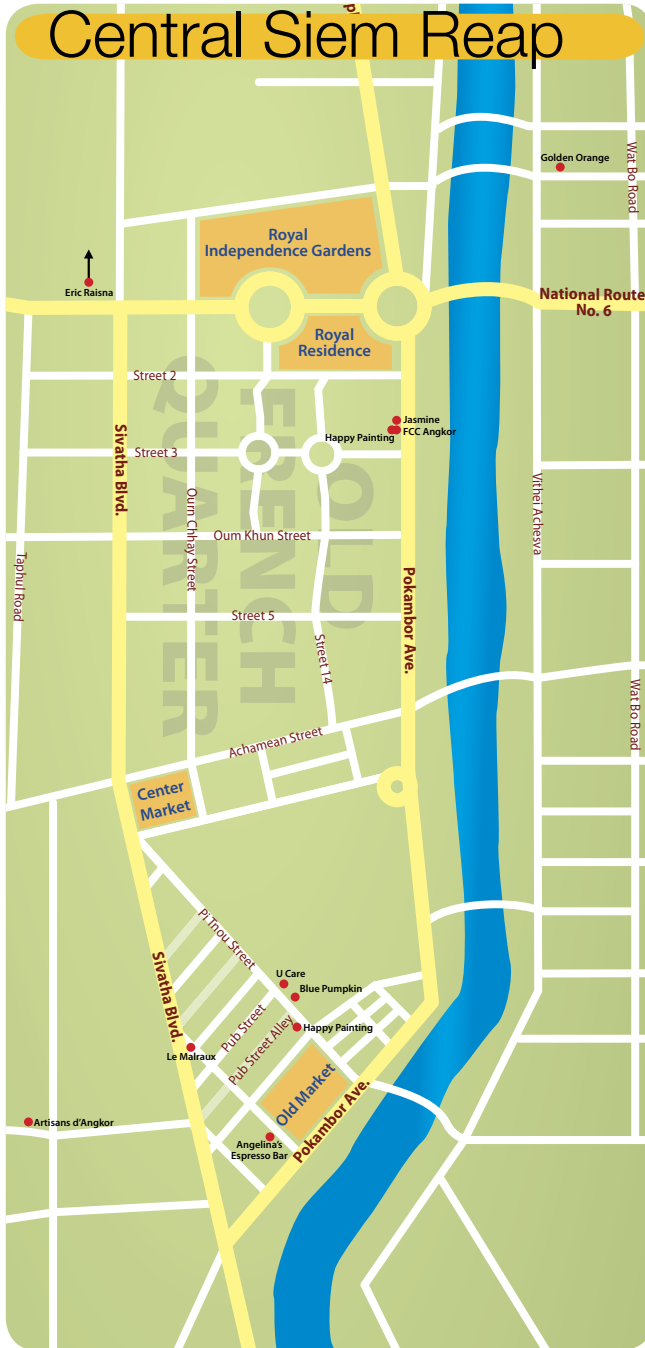 Central Siem Reap
Golden Orange
Wat Bo Road
Royal
Independence Gardens
Eric Raisna
National Route
No. 6
Royal
Residence
Street 2
Jasmine
FCC Angkor
Happy Painting
Sivatha Blvd.
Street 3
OLD
FRENCH
QUARTER
Oum Chhay Street
Vithei Achesva
Oum Khun Street
Taphul Road
Pokambor Ave.
Street 5
Street 14
Wat Bo Road
Achamean Street
Center
Market
Pi Tnou Street
Sivatha Blvd.
U Care
Blue Pumpkin
Pub Street
Happy Painting
Pub Street Alley
Le Malraux
Old Market
Pokambor Ave.
Artisans d'Angkor
Angelina's
Espresso Bar